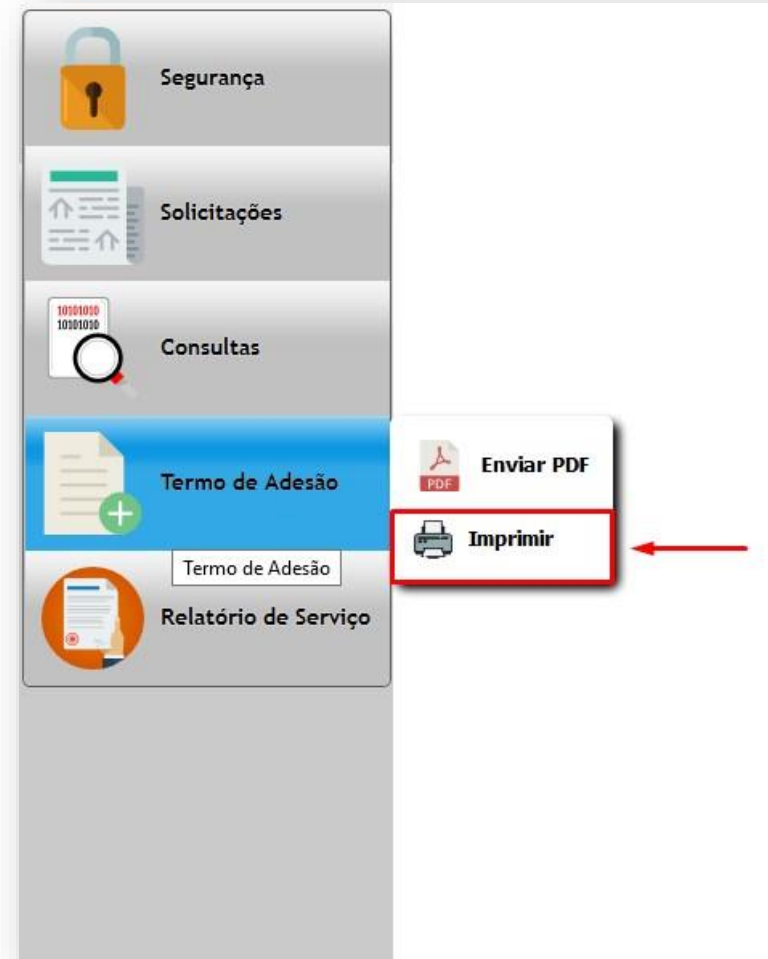 Segurança
Solicitações
10101010
10101010
Consultas
Termo de Adesão
PDF
Enviar PDF
Imprimir
Termo de Adesão
Relatório de Serviço